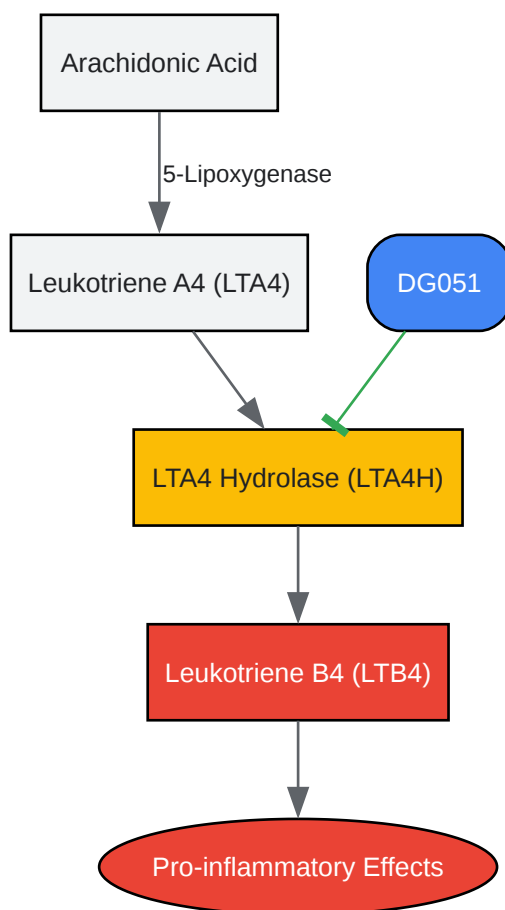 Arachidonic Acid
5-Lipoxygenase
Leukotriene A4 (LTA4)
DG051
LTA4 Hydrolase (LTA4H)
Leukotriene B4 (LTB4)
Pro-inflammatory Effects